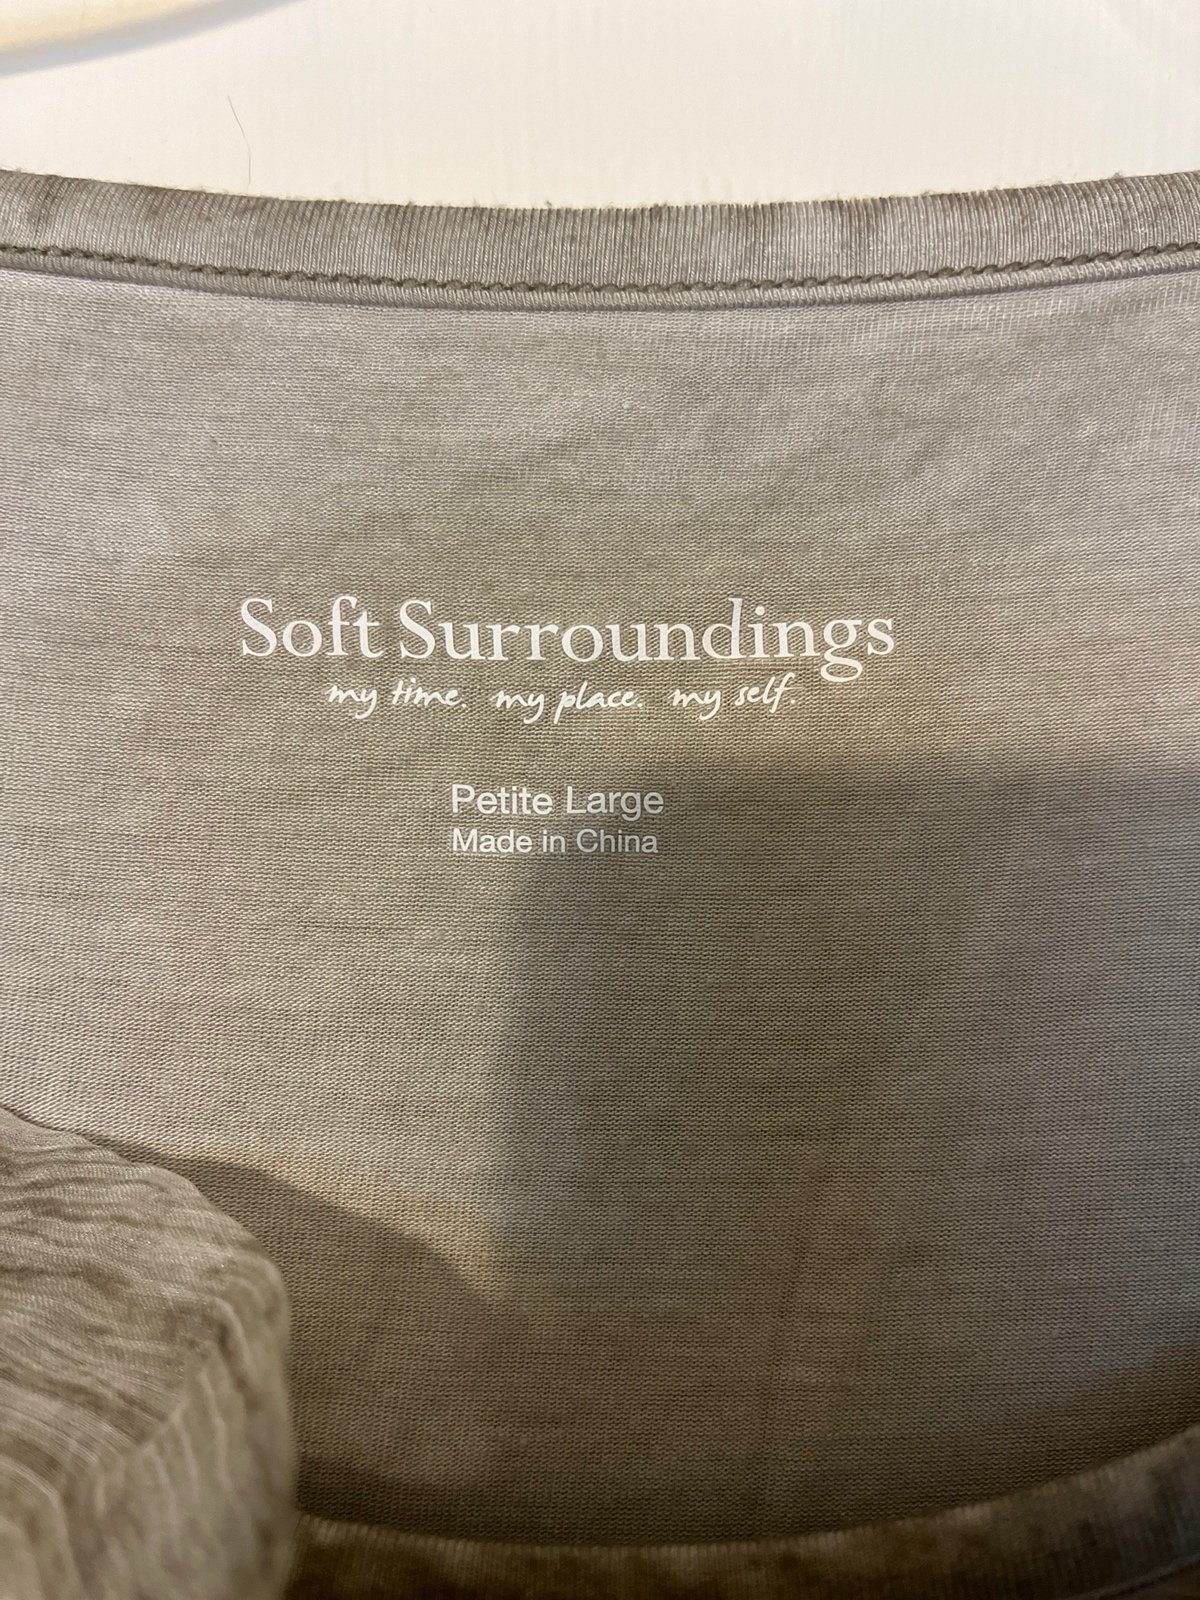 Soft Surroundings
my time. my place. my self.
Petite Large
Made in China